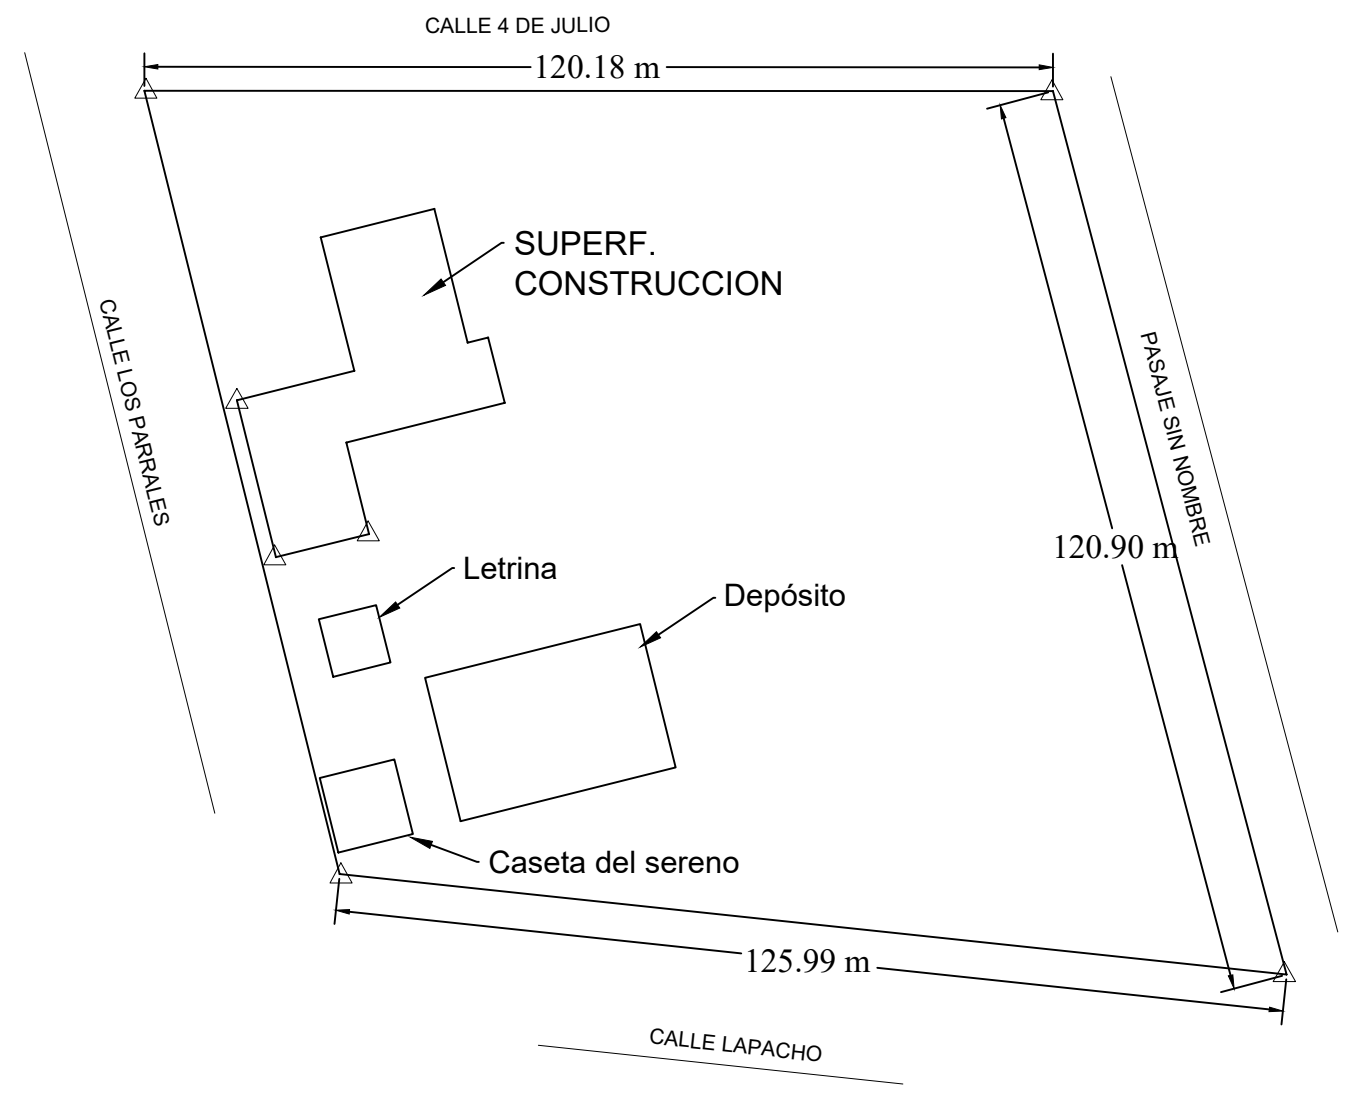 CALLE 4 DE JULIO
120.18 m
SUPERF.
CONSTRUCCION
CALLE LOS PARRALES
PASAJE SIN NOMBRE
120.90 m
Letrina
Depósito
Caseta del sereno
125.99 m
CALLE LAPACHO